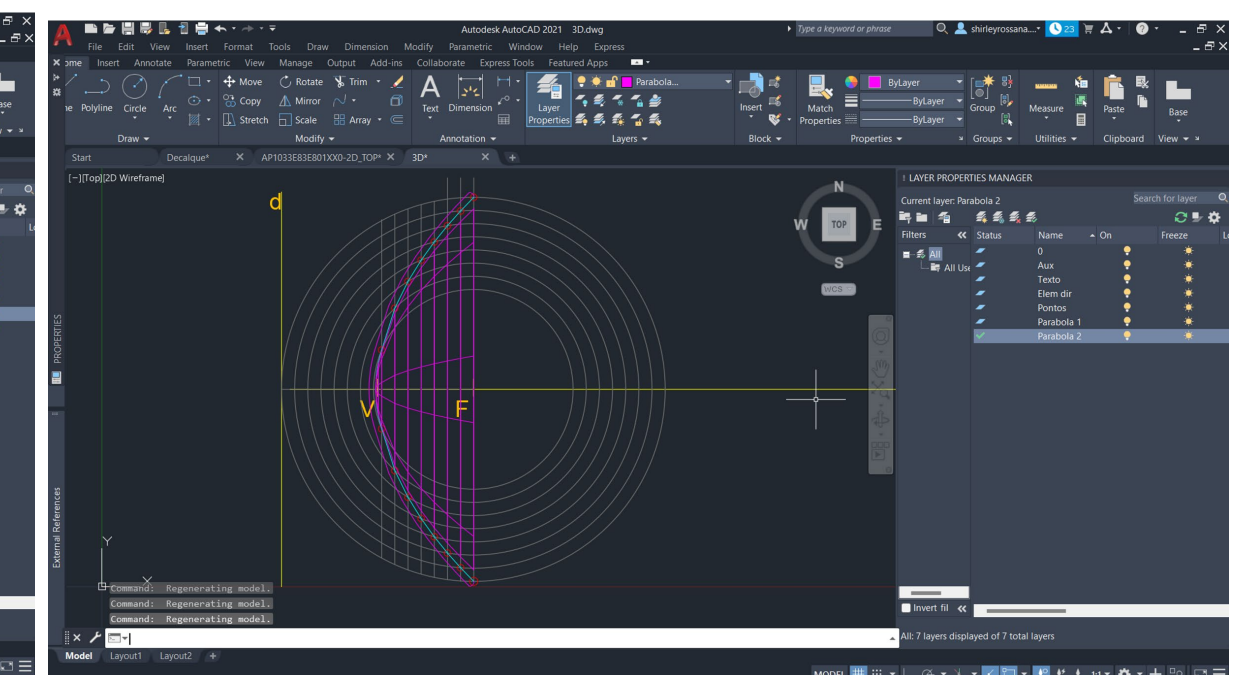 Autodesk AutoCAD 2021 3D.dwg
Type a keyword or phrase
shirleyrossana....
23
File Edit View Insert Format Tools Draw Dimension Modify Parametric Window Help Express
Insert Annotate Parametric View Manage Output Add-ins Collaborate Express Tools Featured Apps
Move Rotate Trim
Copy Mirror
Stretch Scale Array
Polyline Circle Arc
Text Dimension
Layer Properties
Parabola...
Insert
Match Properties
ByLayer
ByLayer
ByLayer
Group
Measure
Paste
Base
Draw Modify Annotation Layers Block Properties Groups Utilities Clipboard View
Start Decalque* AP1033E83E801XX0-2D_TOP* 3D*
[−][Top][2D Wireframe]
d
V F
N
W TOP E
S
WCS
Y
X
PROPERTIES
External References
LAYER PROPERTIES MANAGER
Current layer: Parabola 2
Search for layer
Filters Status Name On Freeze
All
All Use
0
Aux
Texto
Elem dir
Pontos
Parabola 1
Parabola 2
Invert fil
All: 7 layers displayed of 7 total layers
Command: Regenerating model.
Command: Regenerating model.
Command: Regenerating model.
Model Layout1 Layout2 +
MODEL 1:1